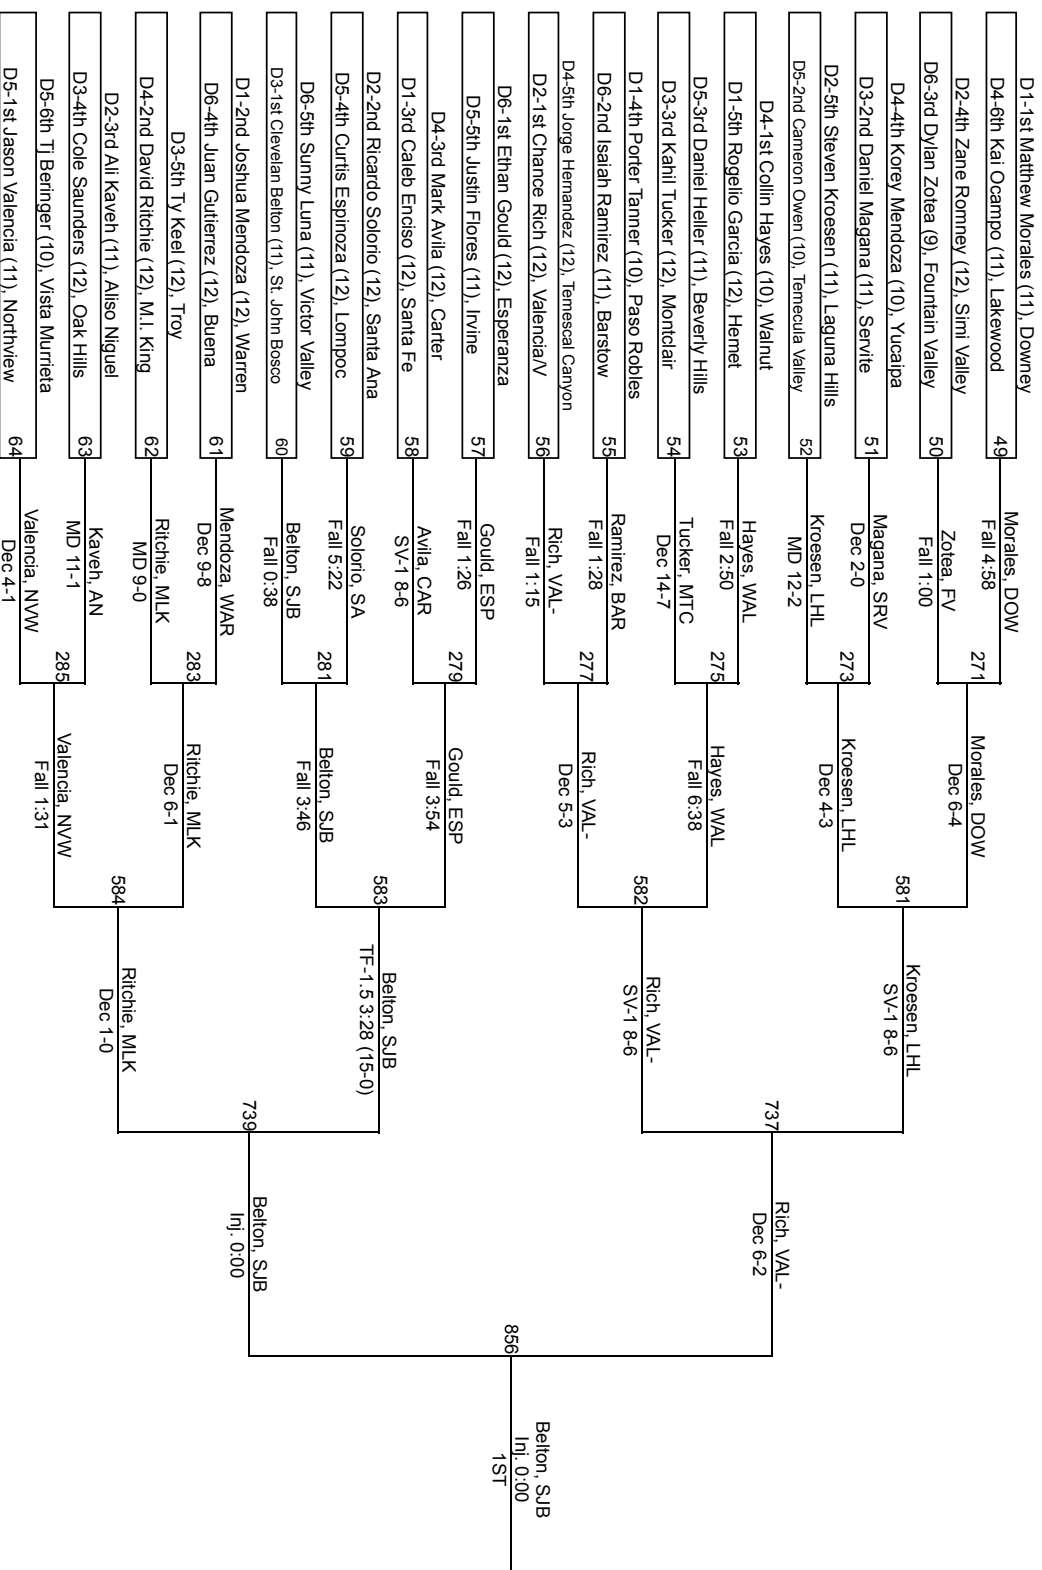 D1-1st Matthew Morales (11), Downey
D4-6th Kai Ocampo (11), Lakewood
D2-4th Zane Romney (12), Simi Valley
D6-3rd Dylan Zotea (9), Fountain Valley
D4-4th Korey Mendoza (10), Yucaipa
D3-2nd Daniel Magana (11), Servite
D2-5th Steven Kroesen (11), Laguna Hills
D5-2nd Cameron Owen (10), Temecula Valley
D4-1st Collin Hayes (10), Walnut
D1-5th Rogelio Garcia (12), Hemet
D5-3rd Daniel Heller (11), Beverly Hills
D3-3rd Kahil Tucker (12), Montclair
D1-4th Porter Tanner (10), Paso Robles
D6-2nd Isaiah Ramirez (11), Barstow
D4-5th Jorge Hernandez (12), Temescal Canyon
D2-1st Chance Rich (12), Valencia/V
D6-1st Ethan Gould (12), Esperanza
D5-5th Justin Flores (11), Irvine
D4-3rd Mark Avila (12), Carter
D1-3rd Caleb Enciso (12), Santa Fe
D2-2nd Ricardo Solorio (12), Santa Ana
D5-4th Curtis Espinoza (12), Lompoc
D6-5th Sunny Luna (11), Victor Valley
D3-1st Clevelan Belton (11), St. John Bosco
D1-2nd Joshua Mendoza (12), Warren
D6-4th Juan Gutierrez (12), Buena
D3-5th Ty Keel (12), Troy
D4-2nd David Ritchie (12), M.I. King
D2-3rd Ali Kaveh (11), Aliso Niguel
D3-4th Cole Saunders (12), Oak Hills
D5-6th Tj Beringer (10), Vista Murrieta
D5-1st Jason Valencia (11), Northview
49
50
51
52
53
54
55
56
57
58
59
60
61
62
63
64
Morales, DOW
Fall 4:58
Zotea, FV
Fall 1:00
Magana, SRV
Dec 2-0
Kroesen, LHL
MD 12-2
Hayes, WAL
Fall 2:50
Tucker, MTC
Dec 14-7
Ramirez, BAR
Fall 1:28
Rich, VAL-
Fall 1:15
Gould, ESP
Fall 1:26
Avila, CAR
SV-1 8-6
Solorio, SA
Fall 5:22
Belton, SJB
Fall 0:38
Mendoza, WAR
Dec 9-8
Ritchie, MLK
MD 9-0
Kaveh, AN
MD 11-1
Valencia, NVW
Dec 4-1
271
273
275
277
279
281
283
285
Morales, DOW
Dec 6-4
Kroesen, LHL
Dec 4-3
Hayes, WAL
Fall 6:38
Rich, VAL-
Dec 5-3
Gould, ESP
Fall 3:54
Belton, SJB
Fall 3:46
Ritchie, MLK
Dec 6-1
Valencia, NVW
Fall 1:31
581
582
583
584
Kroesen, LHL
SV-1 8-6
Rich, VAL-
SV-1 8-6
Belton, SJB
TF-1.5 3:28 (15-0)
Ritchie, MLK
Dec 1-0
737
739
Rich, VAL-
Dec 6-2
Belton, SJB
Inj. 0:00
856
Belton, SJB
Inj. 0:00
1ST